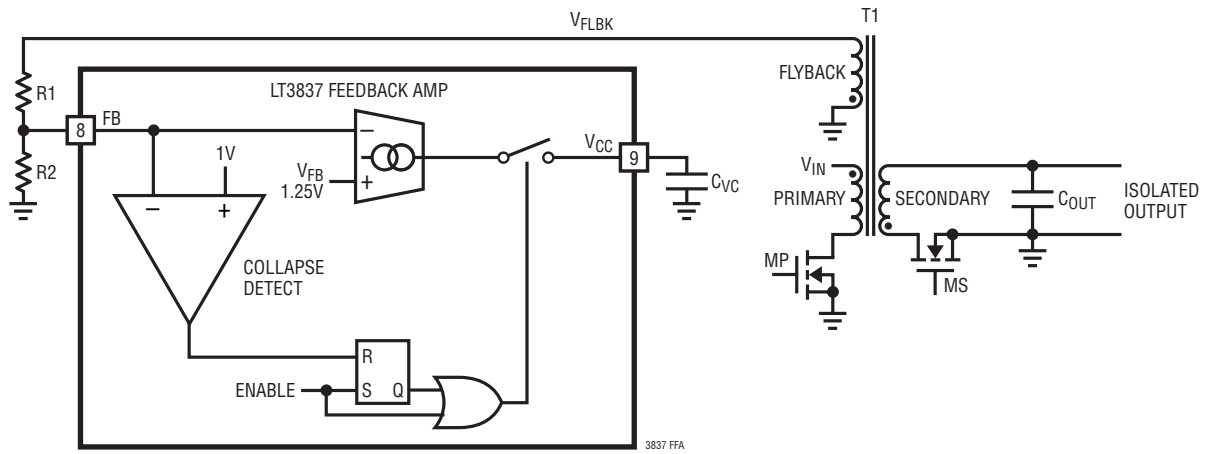 VFLBK
T1
FLYBACK
R1
LT3837 FEEDBACK AMP
8
FB
−
1V
VCC
9
VFB
1.25V
+
CVC
R2
VIN
PRIMARY
SECONDARY
COUT
ISOLATED
OUTPUT
− +
COLLAPSE
DETECT
MP
MS
R
ENABLE
S Q
3837 FFA